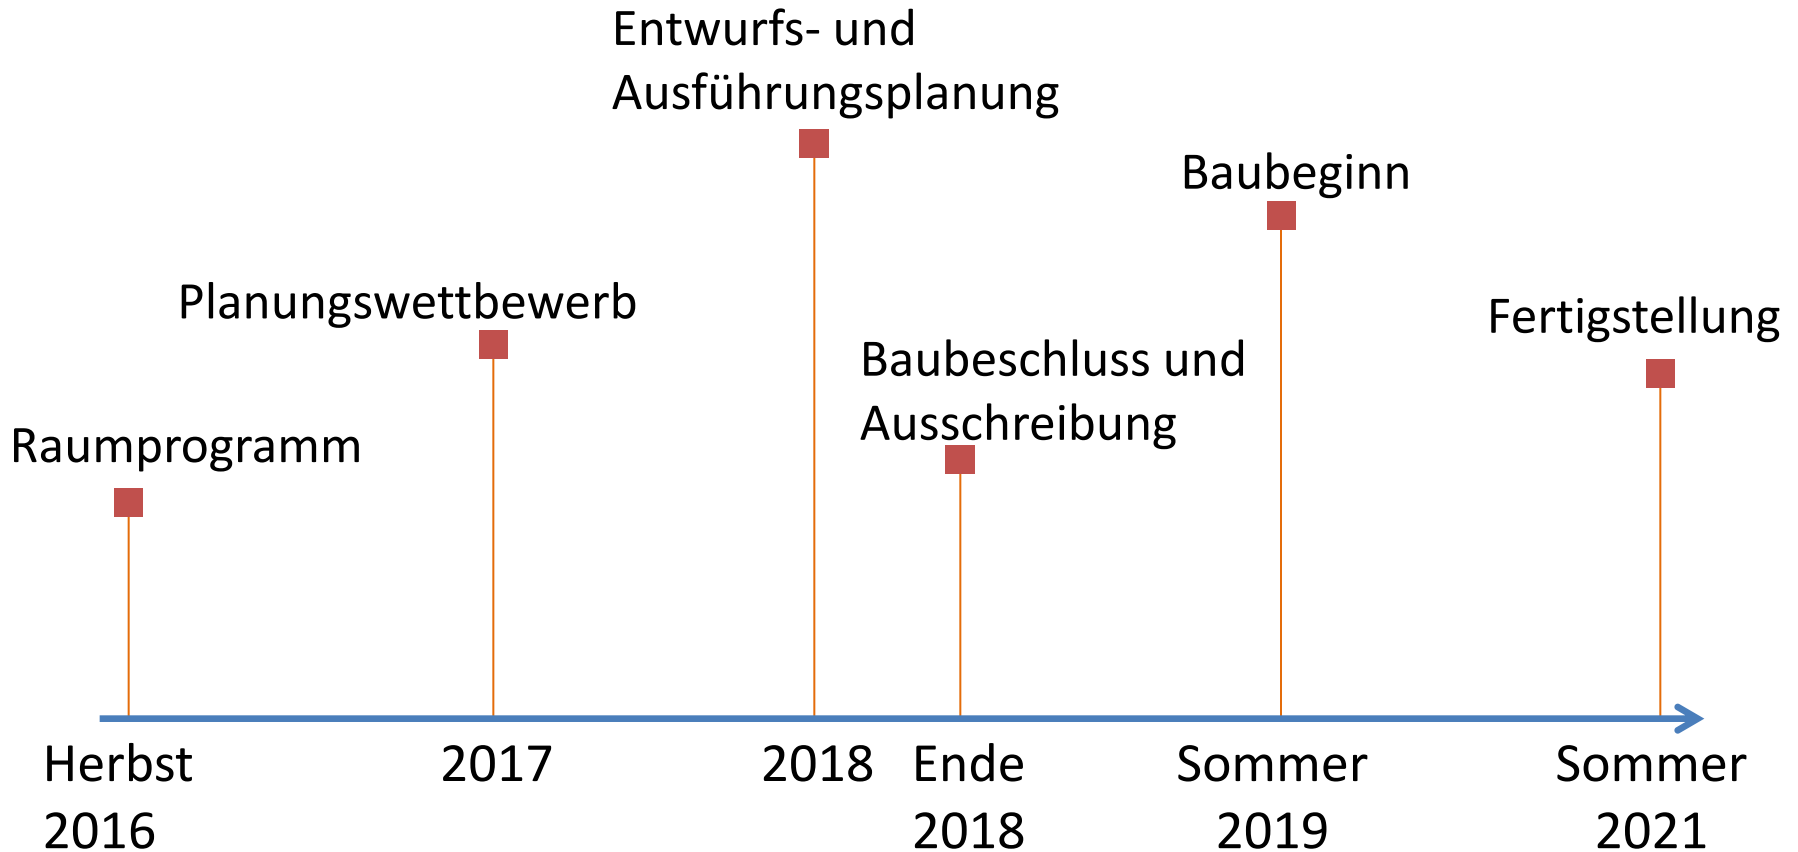 Entwurfs- und
Ausführungsplanung
Baubeginn
Planungswettbewerb
Fertigstellung
Baubeschluss und
Ausschreibung
Raumprogramm
Herbst
2016
2017
2018
Ende
2018
Sommer
2019
Sommer
2021